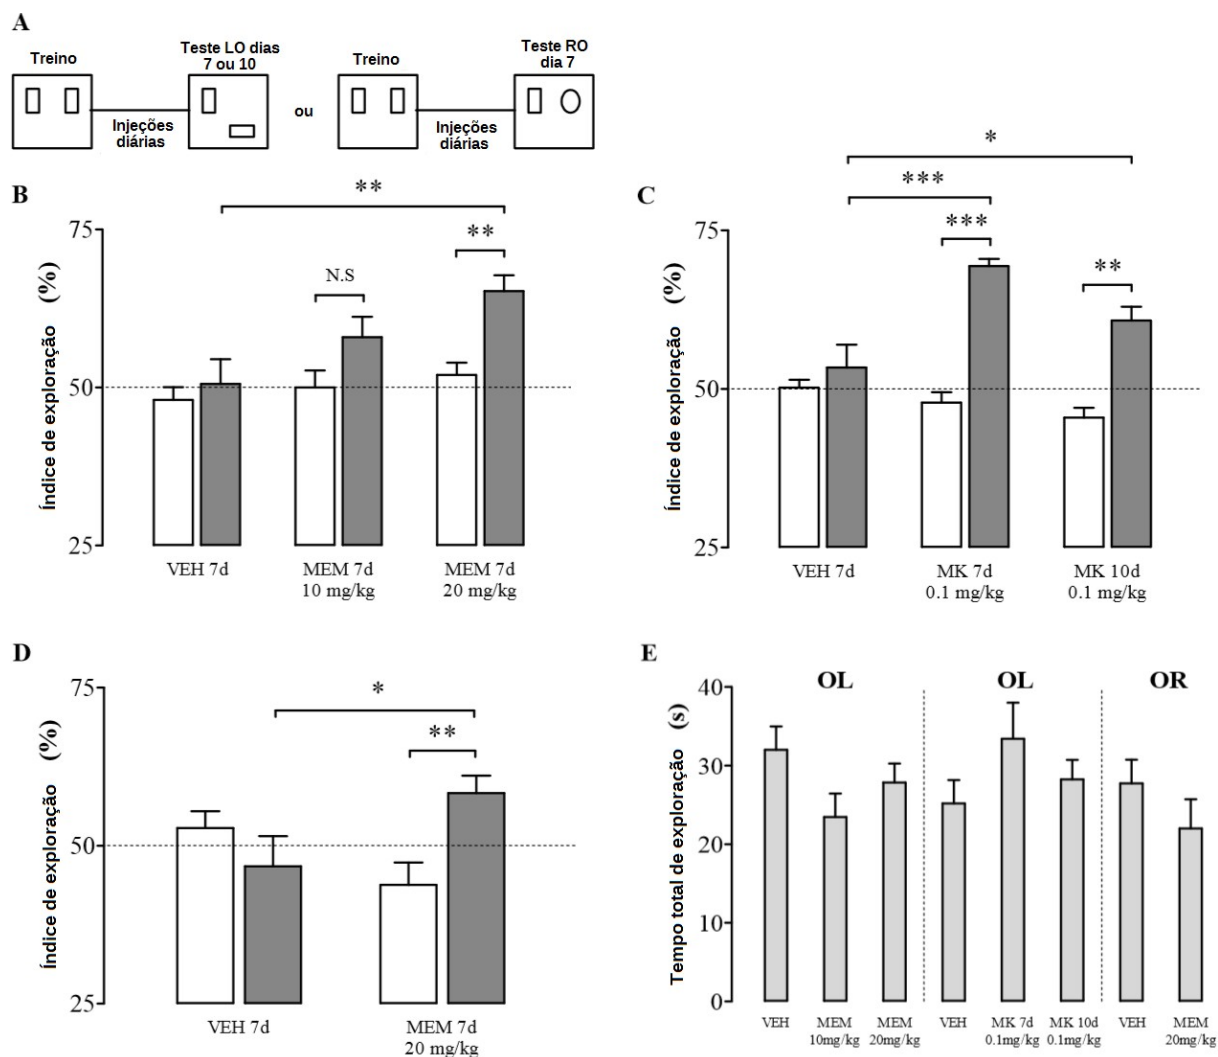 A
Treino
Teste LO dias
7 ou 10
Injeções
diárias
ou
Treino
Teste RO
dia 7
Injeções
diárias
B
Índice de exploração (%)
75
50
25
**
N.S
**
VEH 7d
MEM 7d
10 mg/kg
MEM 7d
20 mg/kg
C
Índice de exploração (%)
75
50
25
*
***
***
**
VEH 7d
MK 7d
0.1 mg/kg
MK 10d
0.1 mg/kg
D
Índice de exploração (%)
75
50
25
*
**
VEH 7d
MEM 7d
20 mg/kg
E
Tempo total de exploração (s)
40
30
20
10
0
OL
OL
OR
VEH
MEM
10mg/kg
MEM
20mg/kg
VEH
MK 7d
0.1mg/kg
MK 10d
0.1mg/kg
VEH
MEM
20mg/kg